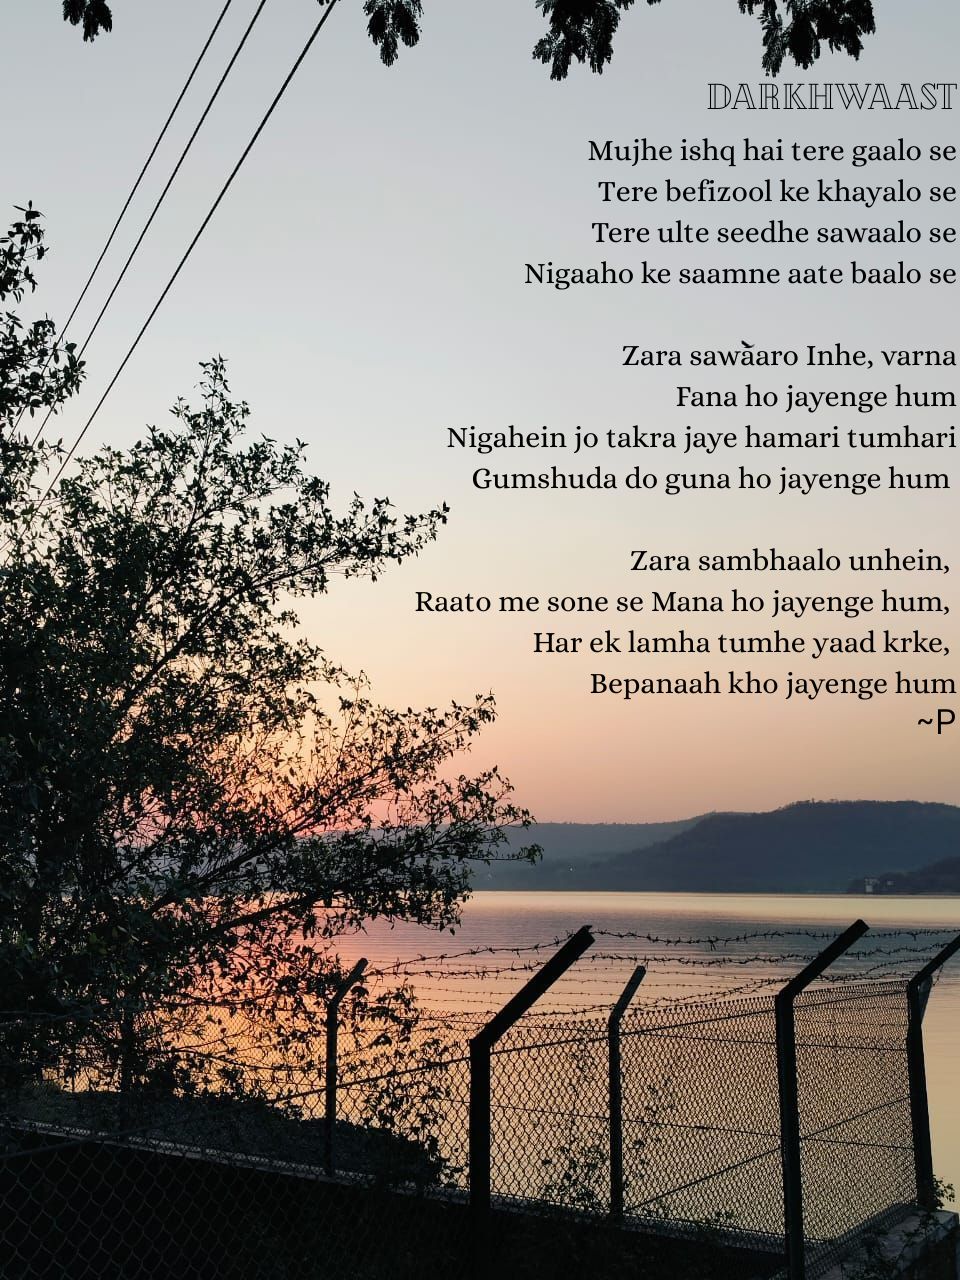 DARKHWAAST
Mujhe ishq hai tere gaalo se
Tere befizool ke khayalo se
Tere ulte seedhe sawaalo se
Nigaaho ke saamne aate baalo se
Zara sawàaro Inhe, varna
Fana ho jayenge hum
Nigahein jo takra jaye hamari tumhari
Gumshuda do guna ho jayenge hum
Zara sambhaalo unhein,
Raato me sone se Mana ho jayenge hum,
Har ek lamha tumhe yaad krke,
Bepanaah kho jayenge hum
~P